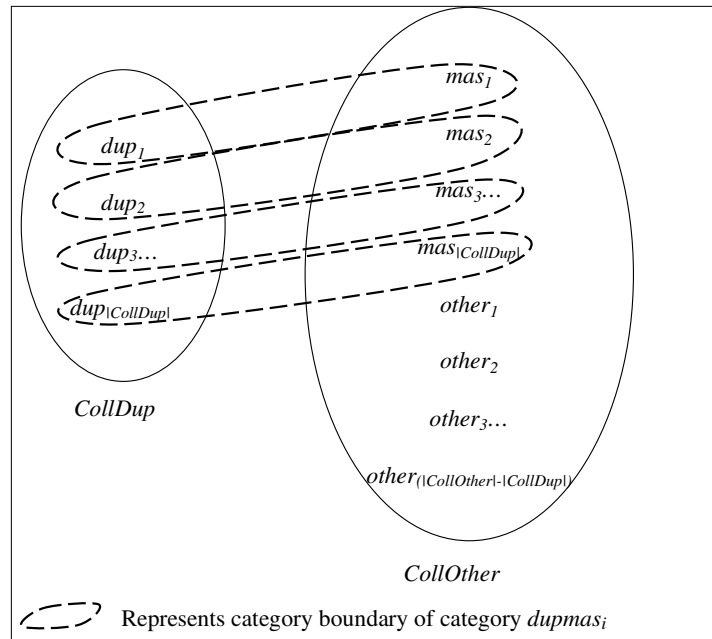 mas1
dup1 mas2
dup2 mas3…
dup3… mas|CollDup|
dup|CollDup| other1
other2
CollDup
other3…
other(|CollOther|-|CollDup|)
CollOther
Represents category boundary of category dupmasi